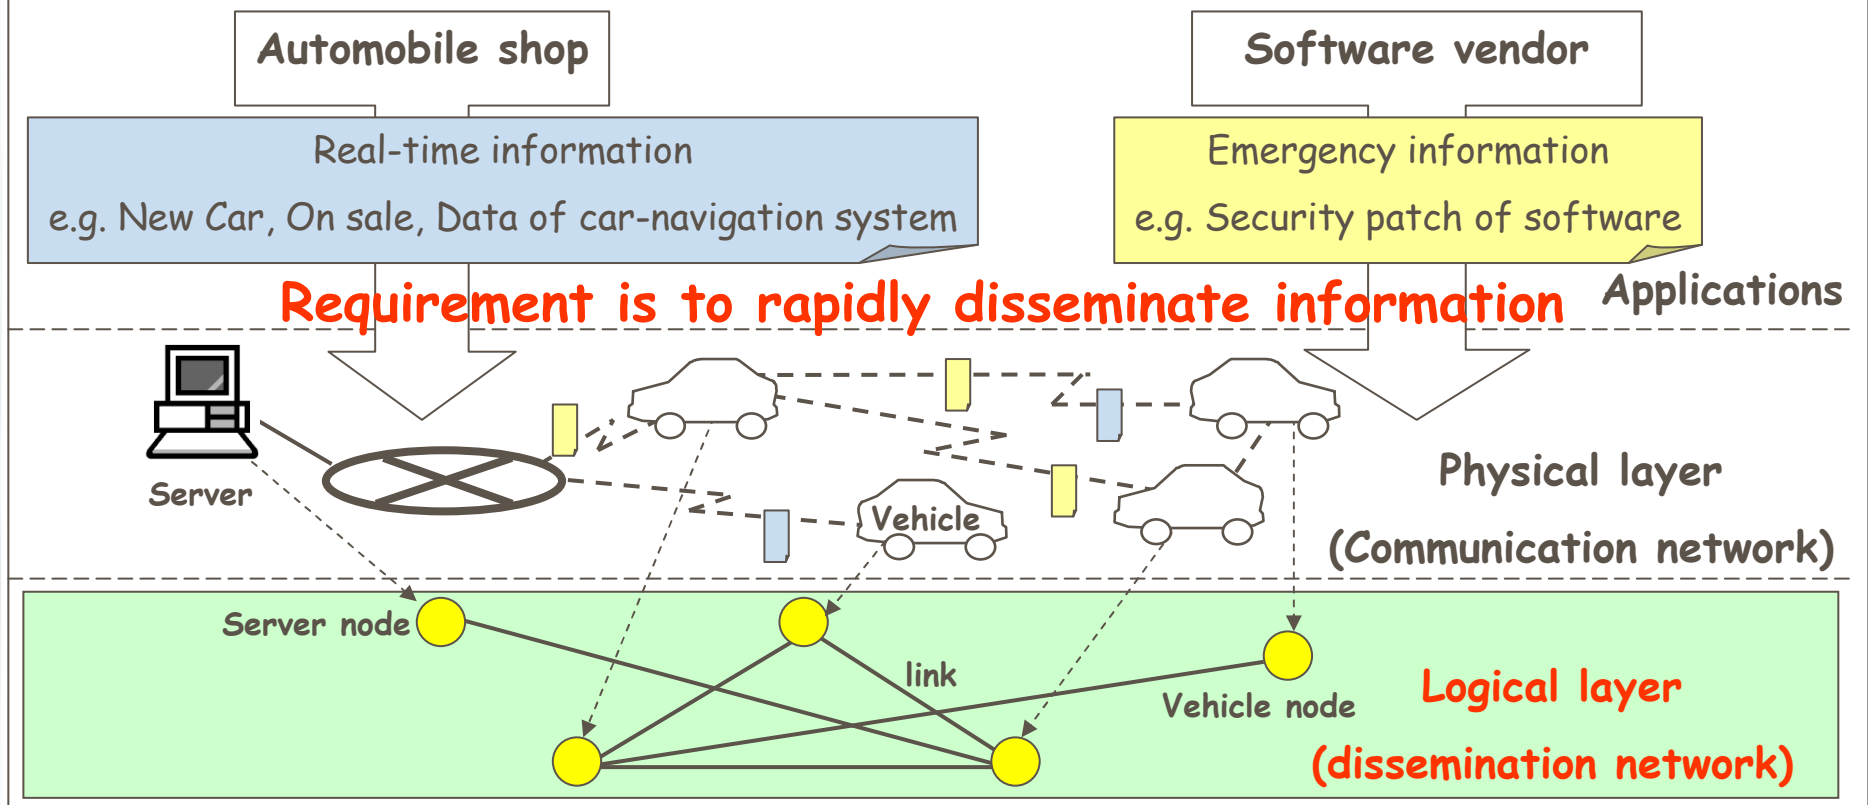 Automobile shop
Software vendor
Real-time information
e.g. New Car, On sale, Data of car-navigation system
Emergency information
e.g. Security patch of software
Requirement is to rapidly disseminate information
Applications
Server
Vehicle
Physical layer
(Communication network)
Server node
link
Vehicle node
Logical layer
(dissemination network)